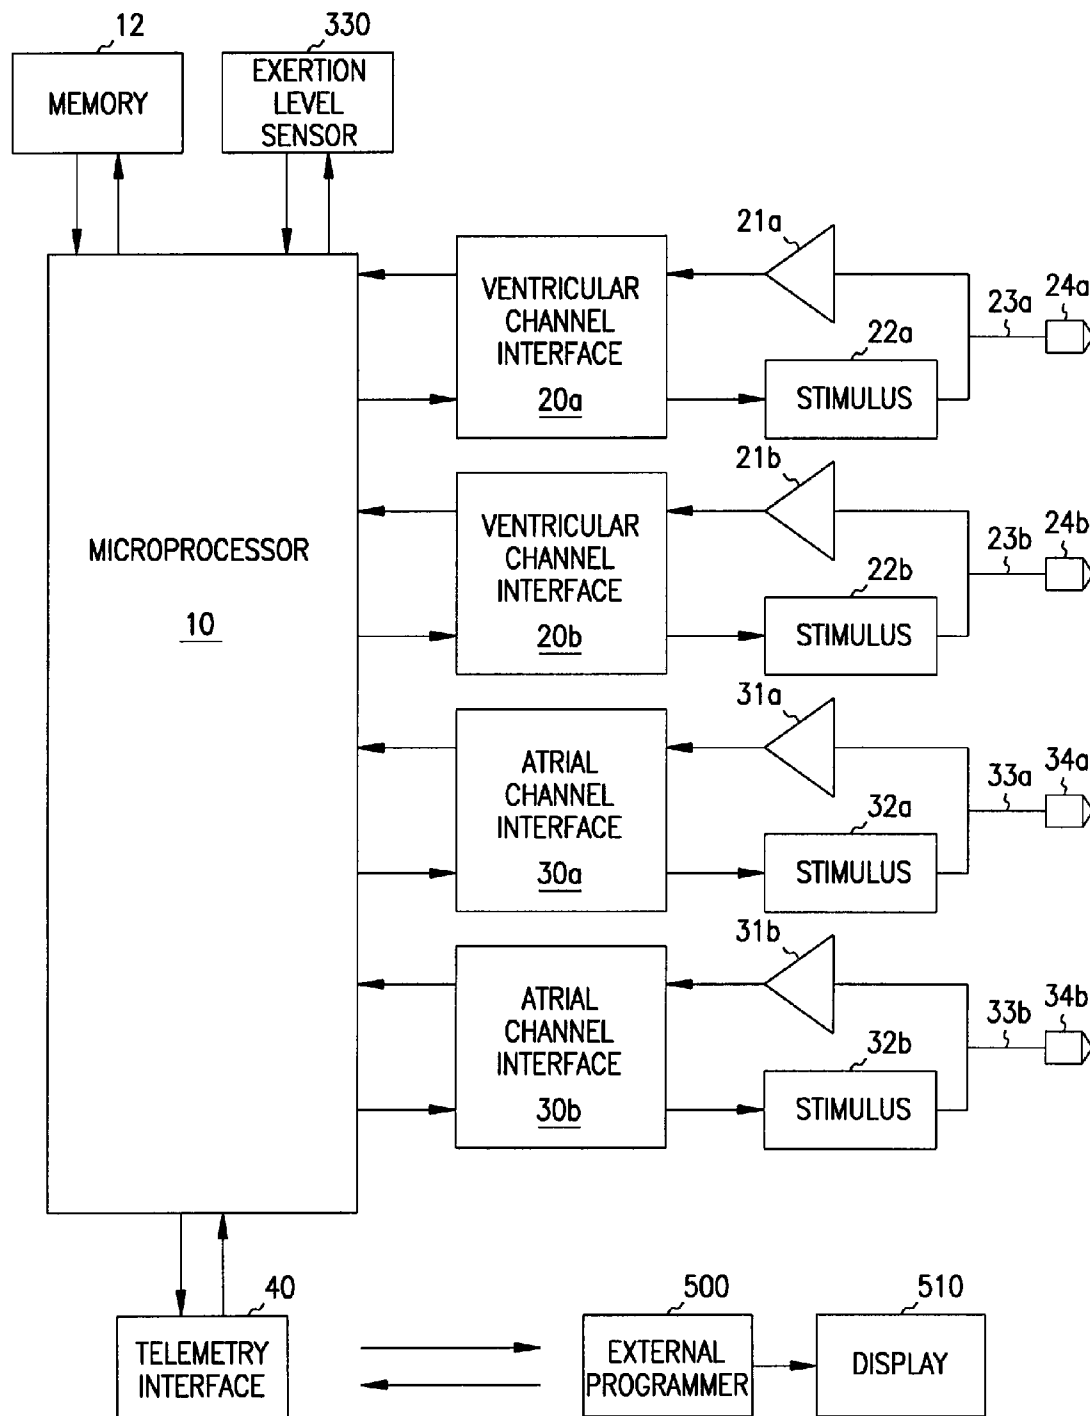 12
330
MEMORY
EXERTION
LEVEL
SENSOR
21a
VENTRICULAR
CHANNEL
INTERFACE
20a
22a
STIMULUS
23a
24a
MICROPROCESSOR
10
21b
VENTRICULAR
CHANNEL
INTERFACE
20b
22b
STIMULUS
23b
24b
31a
ATRIAL
CHANNEL
INTERFACE
30a
32a
STIMULUS
33a
34a
31b
ATRIAL
CHANNEL
INTERFACE
30b
32b
STIMULUS
33b
34b
40
TELEMETRY
INTERFACE
500
EXTERNAL
PROGRAMMER
510
DISPLAY